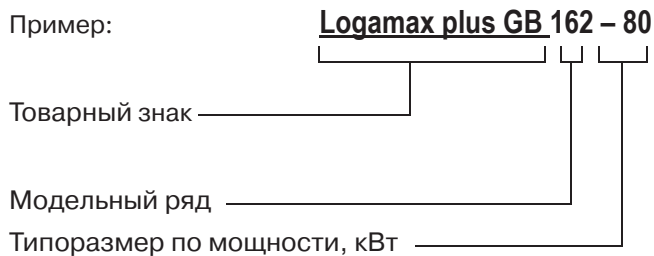 Пример: Logamax plus GB 162 – 80
Товарный знак
Модельный ряд
Типоразмер по мощности, кВт